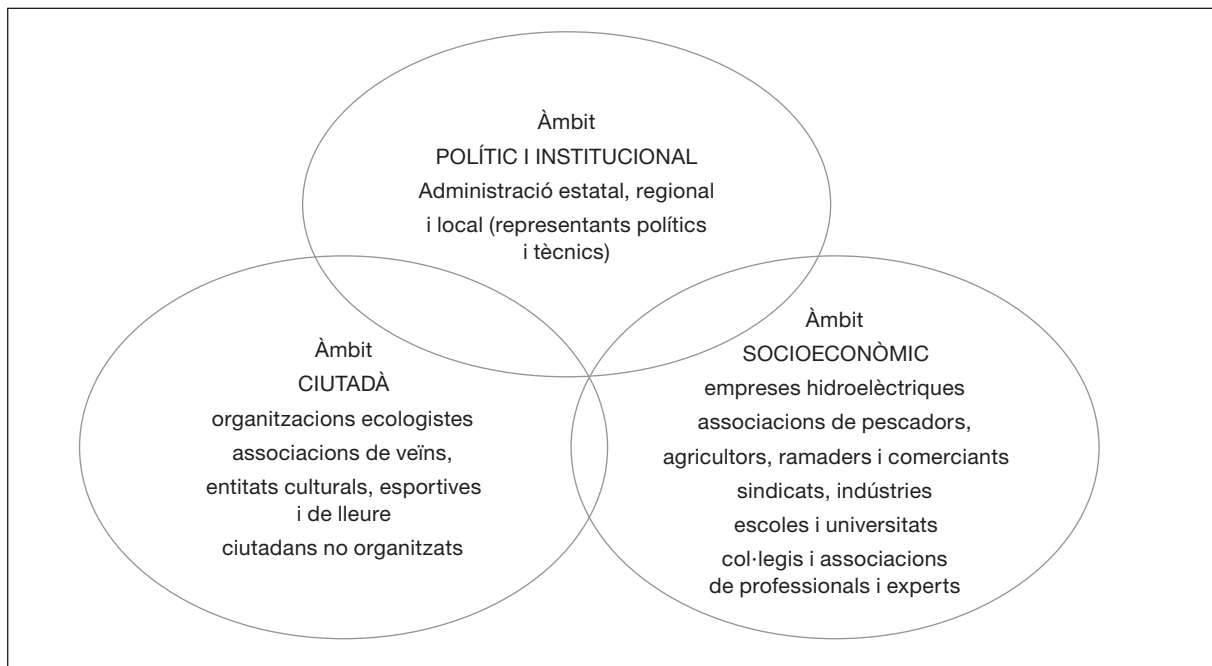 Àmbit
POLÍTIC I INSTITUCIONAL
Administració estatal, regional
i local (representants polítics
i tècnics)
Àmbit
CIUTADÀ
organitzacions ecologistes
associacions de veïns,
entitats culturals, esportives
i de lleure
ciutadans no organitzats
Àmbit
SOCIOECONÒMIC
empreses hidroelèctriques
associacions de pescadors,
agricultors, ramaders i comerciants
sindicats, indústries
escoles i universitats
col·legis i associacions
de professionals i experts